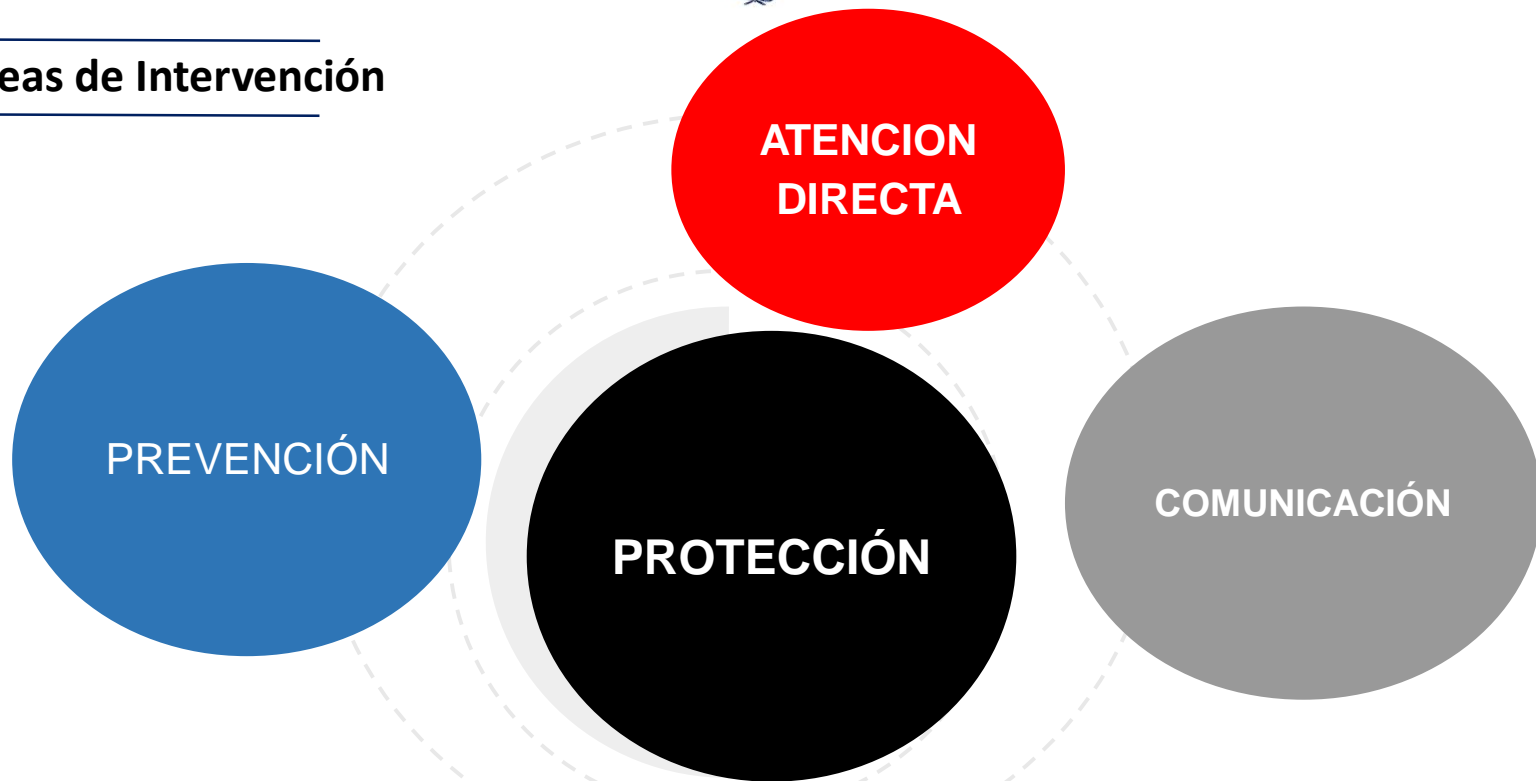 eas de Intervención
ATENCION
DIRECTA
PREVENCIÓN
COMUNICACIÓN
PROTECCIÓN